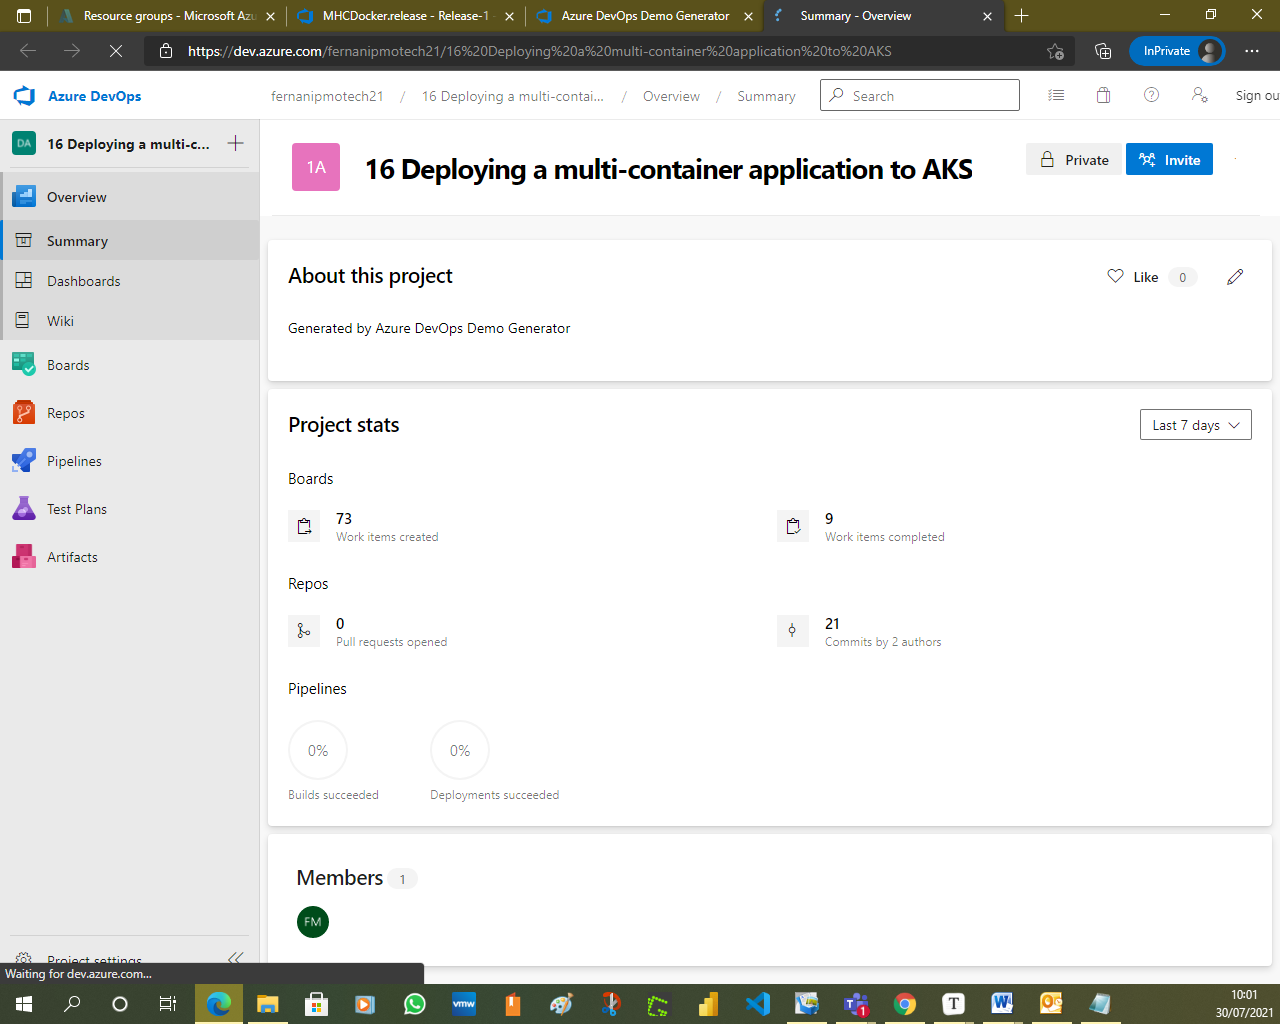 Resource groups - Microsoft Azu
MHCDocker.release - Release-1 -
Azure DevOps Demo Generator
Summary - Overview
https://dev.azure.com/fernanipmotech21/16%20Deploying%20a%20multi-container%20application%20to%20AKS
InPrivate
Azure DevOps
fernanipmotech21 / 16 Deploying a multi-contai... / Overview / Summary
Search
Sign ou
DA
16 Deploying a multi-c...
1A
16 Deploying a multi-container application to AKS
Private
Invite
Overview
Summary
Dashboards
Wiki
Boards
Repos
Pipelines
Test Plans
Artifacts
About this project
Like 0
Generated by Azure DevOps Demo Generator
Project stats
Last 7 days
Boards
73
Work items created
9
Work items completed
Repos
0
Pull requests opened
21
Commits by 2 authors
Pipelines
0%
Builds succeeded
0%
Deployments succeeded
Members 1
FM
Project settings
Waiting for dev.azure.com...
vmw
1
T
10:01
30/07/2021